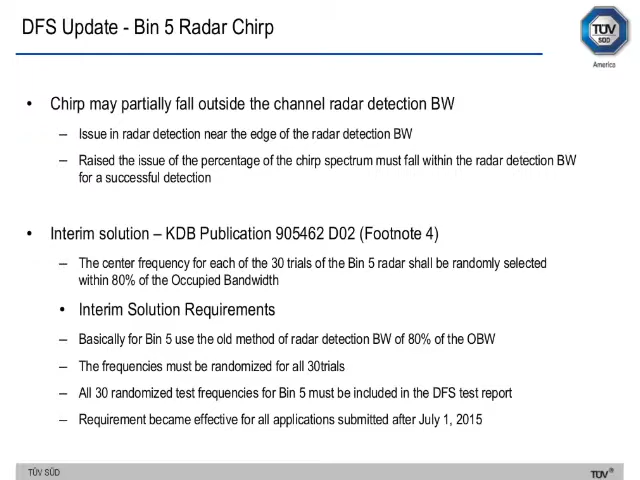 DFS Update - Bin 5 Radar Chirp
TÜV
SÜD
America
• Chirp may partially fall outside the channel radar detection BW
– Issue in radar detection near the edge of the radar detection BW
– Raised the issue of the percentage of the chirp spectrum must fall within the radar detection BW
for a successful detection
• Interim solution – KDB Publication 905462 D02 (Footnote 4)
– The center frequency for each of the 30 trials of the Bin 5 radar shall be randomly selected
within 80% of the Occupied Bandwidth
• Interim Solution Requirements
– Basically for Bin 5 use the old method of radar detection BW of 80% of the OBW
– The frequencies must be randomized for all 30trials
– All 30 randomized test frequencies for Bin 5 must be included in the DFS test report
– Requirement became effective for all applications submitted after July 1, 2015
TÜV SÜD
TÜV®